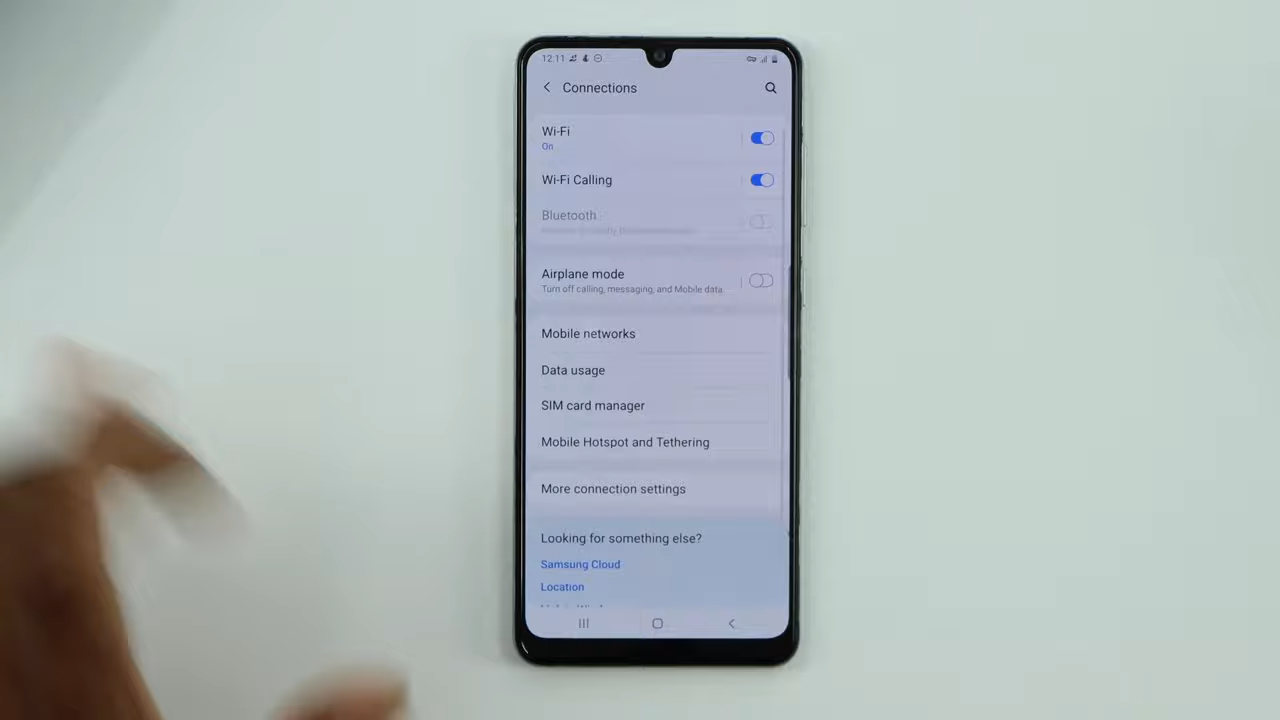 12:11
Connections
Wi-Fi
On
Wi-Fi Calling
Bluetooth
Airplane mode
Turn off calling, messaging, and Mobile data.
Mobile networks
Data usage
SIM card manager
Mobile Hotspot and Tethering
More connection settings
Looking for something else?
Samsung Cloud
Location